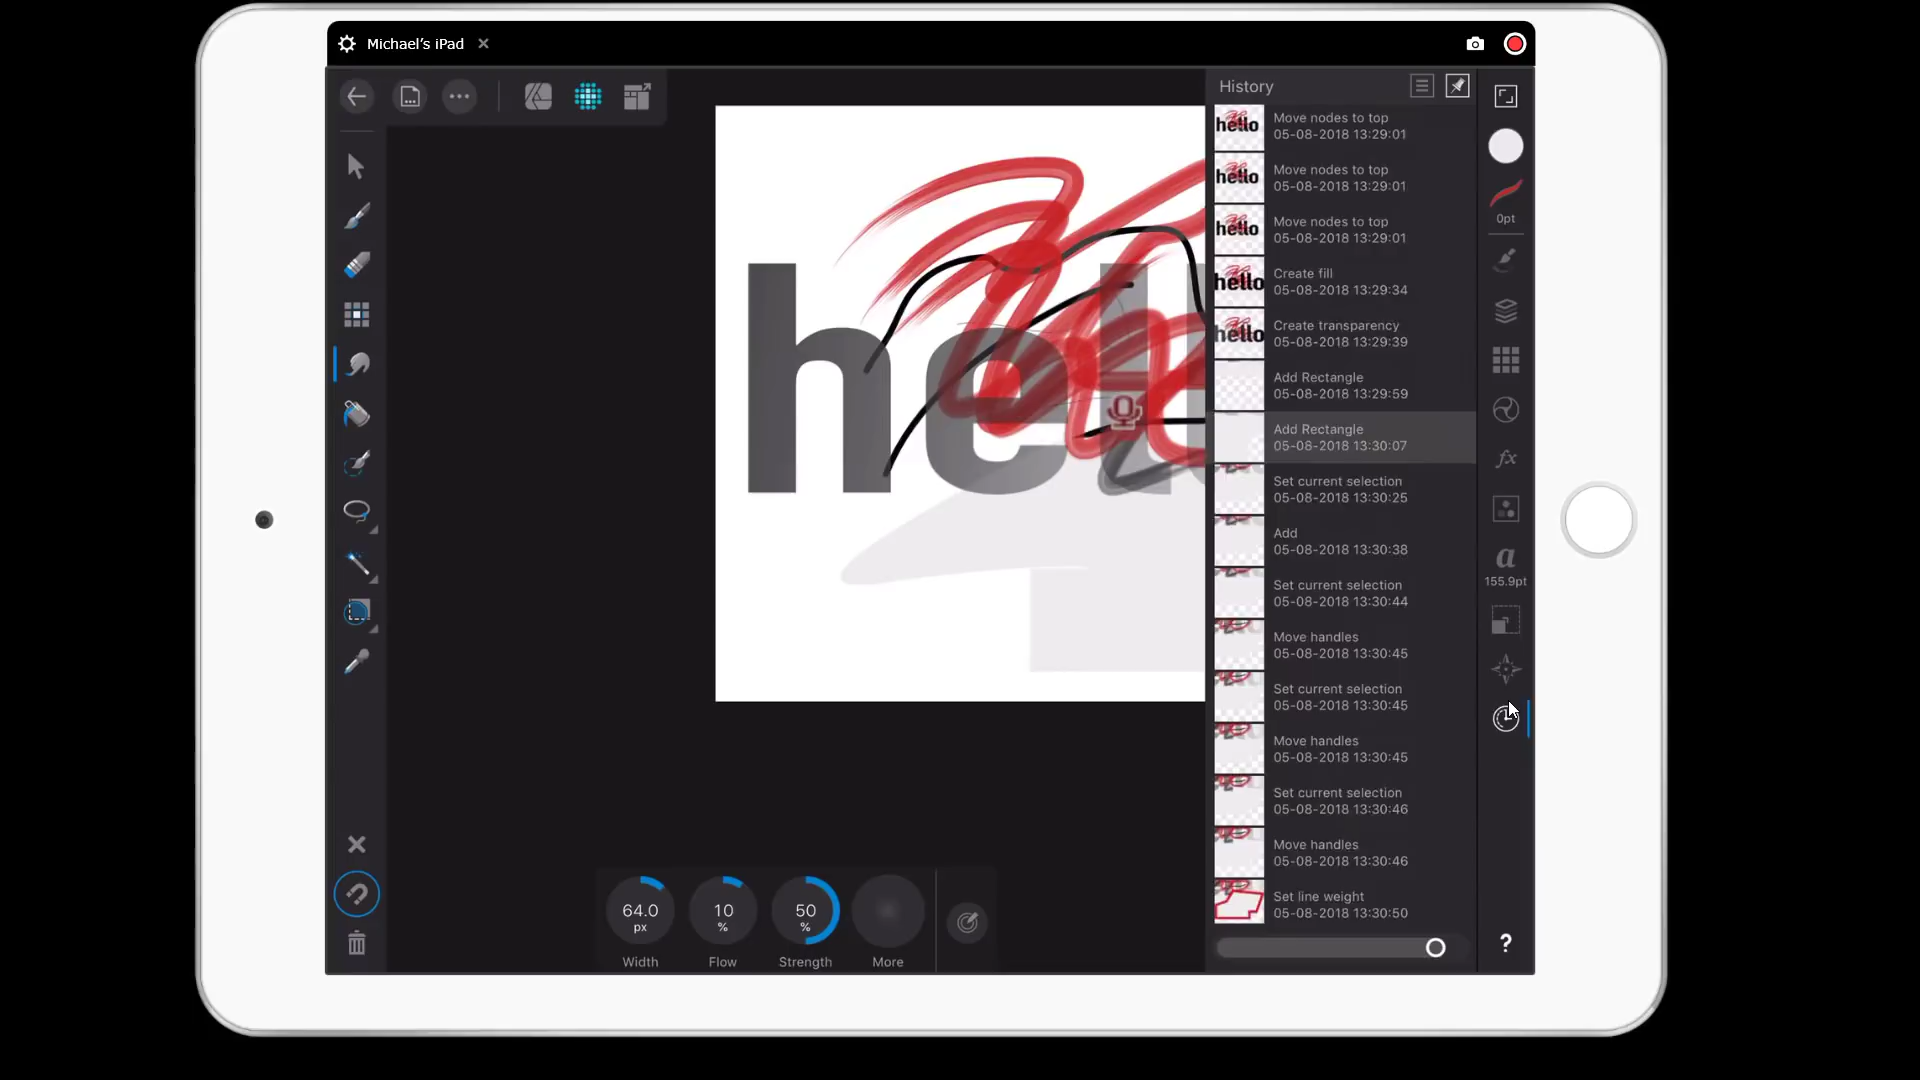 Michael's iPad
History
Move nodes to top
05-08-2018 13:29:01
Move nodes to top
05-08-2018 13:29:01
Move nodes to top
05-08-2018 13:29:01
Create fill
05-08-2018 13:29:34
Create transparency
05-08-2018 13:29:39
Add Rectangle
05-08-2018 13:29:59
Add Rectangle
05-08-2018 13:30:07
Set current selection
05-08-2018 13:30:25
Add
05-08-2018 13:30:38
Set current selection
05-08-2018 13:30:44
Move handles
05-08-2018 13:30:45
Set current selection
05-08-2018 13:30:45
Move handles
05-08-2018 13:30:45
Set current selection
05-08-2018 13:30:46
Move handles
05-08-2018 13:30:46
Set line weight
05-08-2018 13:30:50
hello
hello
hello
hello
hello
hell
0pt
fx
a
155.9pt
?
64.0
px
Width
10
%
Flow
50
%
Strength
More